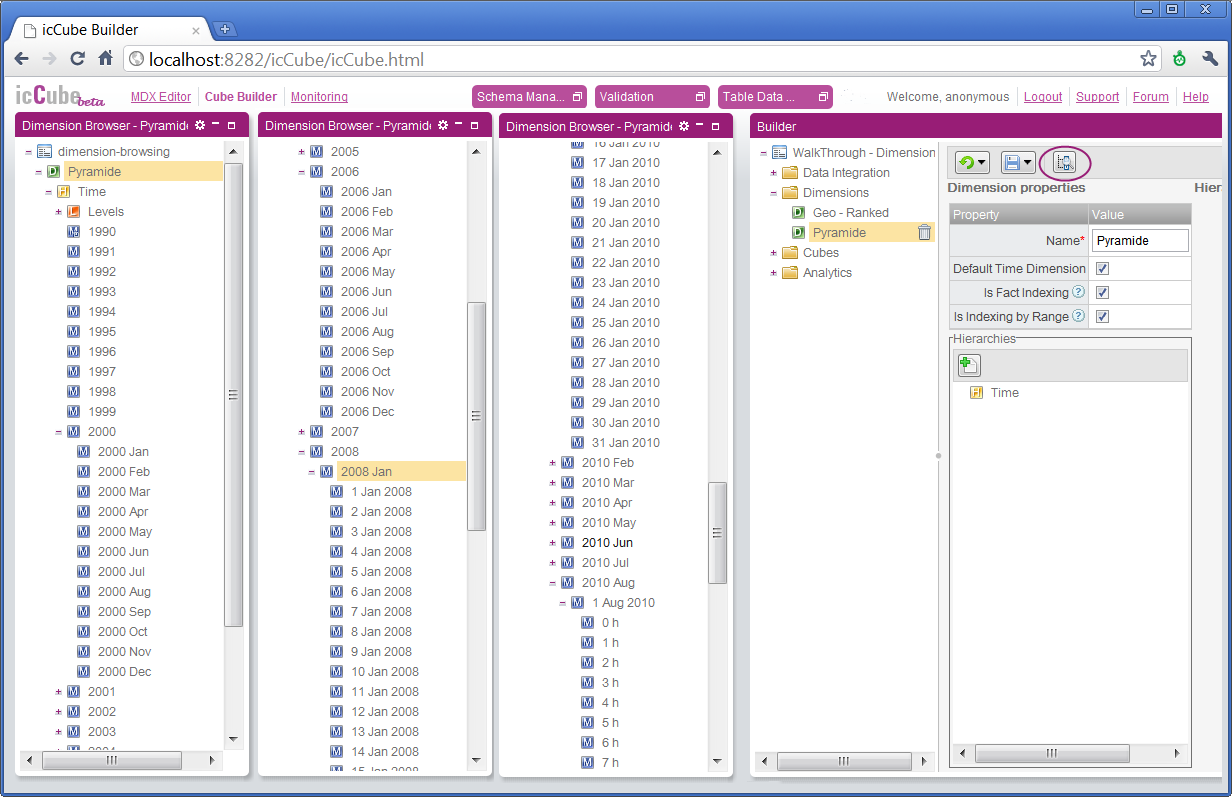 icCube Builder
localhost:8282/icCube/icCube.html
icCube beta
MDX Editor
Cube Builder
Monitoring
Schema Mana...
Validation
Table Data ...
Welcome, anonymous
Logout
Support
Forum
Help
Dimension Browser - Pyramide
dimension-browsing
Pyramide
Time
Levels
1990
1991
1992
1993
1994
1995
1996
1997
1998
1999
2000
2000 Jan
2000 Feb
2000 Mar
2000 Apr
2000 May
2000 Jun
2000 Jul
2000 Aug
2000 Sep
2000 Oct
2000 Nov
2000 Dec
2001
2002
2003
2004
Dimension Browser - Pyramide
2005
2006
2006 Jan
2006 Feb
2006 Mar
2006 Apr
2006 May
2006 Jun
2006 Jul
2006 Aug
2006 Sep
2006 Oct
2006 Nov
2006 Dec
2007
2008
2008 Jan
1 Jan 2008
2 Jan 2008
3 Jan 2008
4 Jan 2008
5 Jan 2008
6 Jan 2008
7 Jan 2008
8 Jan 2008
9 Jan 2008
10 Jan 2008
11 Jan 2008
12 Jan 2008
13 Jan 2008
14 Jan 2008
15 Jan 2008
Dimension Browser - Pyramide
16 Jan 2010
17 Jan 2010
18 Jan 2010
19 Jan 2010
20 Jan 2010
21 Jan 2010
22 Jan 2010
23 Jan 2010
24 Jan 2010
25 Jan 2010
26 Jan 2010
27 Jan 2010
28 Jan 2010
29 Jan 2010
30 Jan 2010
31 Jan 2010
2010 Feb
2010 Mar
2010 Apr
2010 May
2010 Jun
2010 Jul
2010 Aug
1 Aug 2010
0 h
1 h
2 h
3 h
4 h
5 h
6 h
7 h
Builder
WalkThrough - Dimension
Data Integration
Dimensions
Geo - Ranked
Pyramide
Cubes
Analytics
Dimension properties
Hier
Property Value
Name* Pyramide
Default Time Dimension
Is Fact Indexing ?
Is Indexing by Range ?
Hierarchies
Time